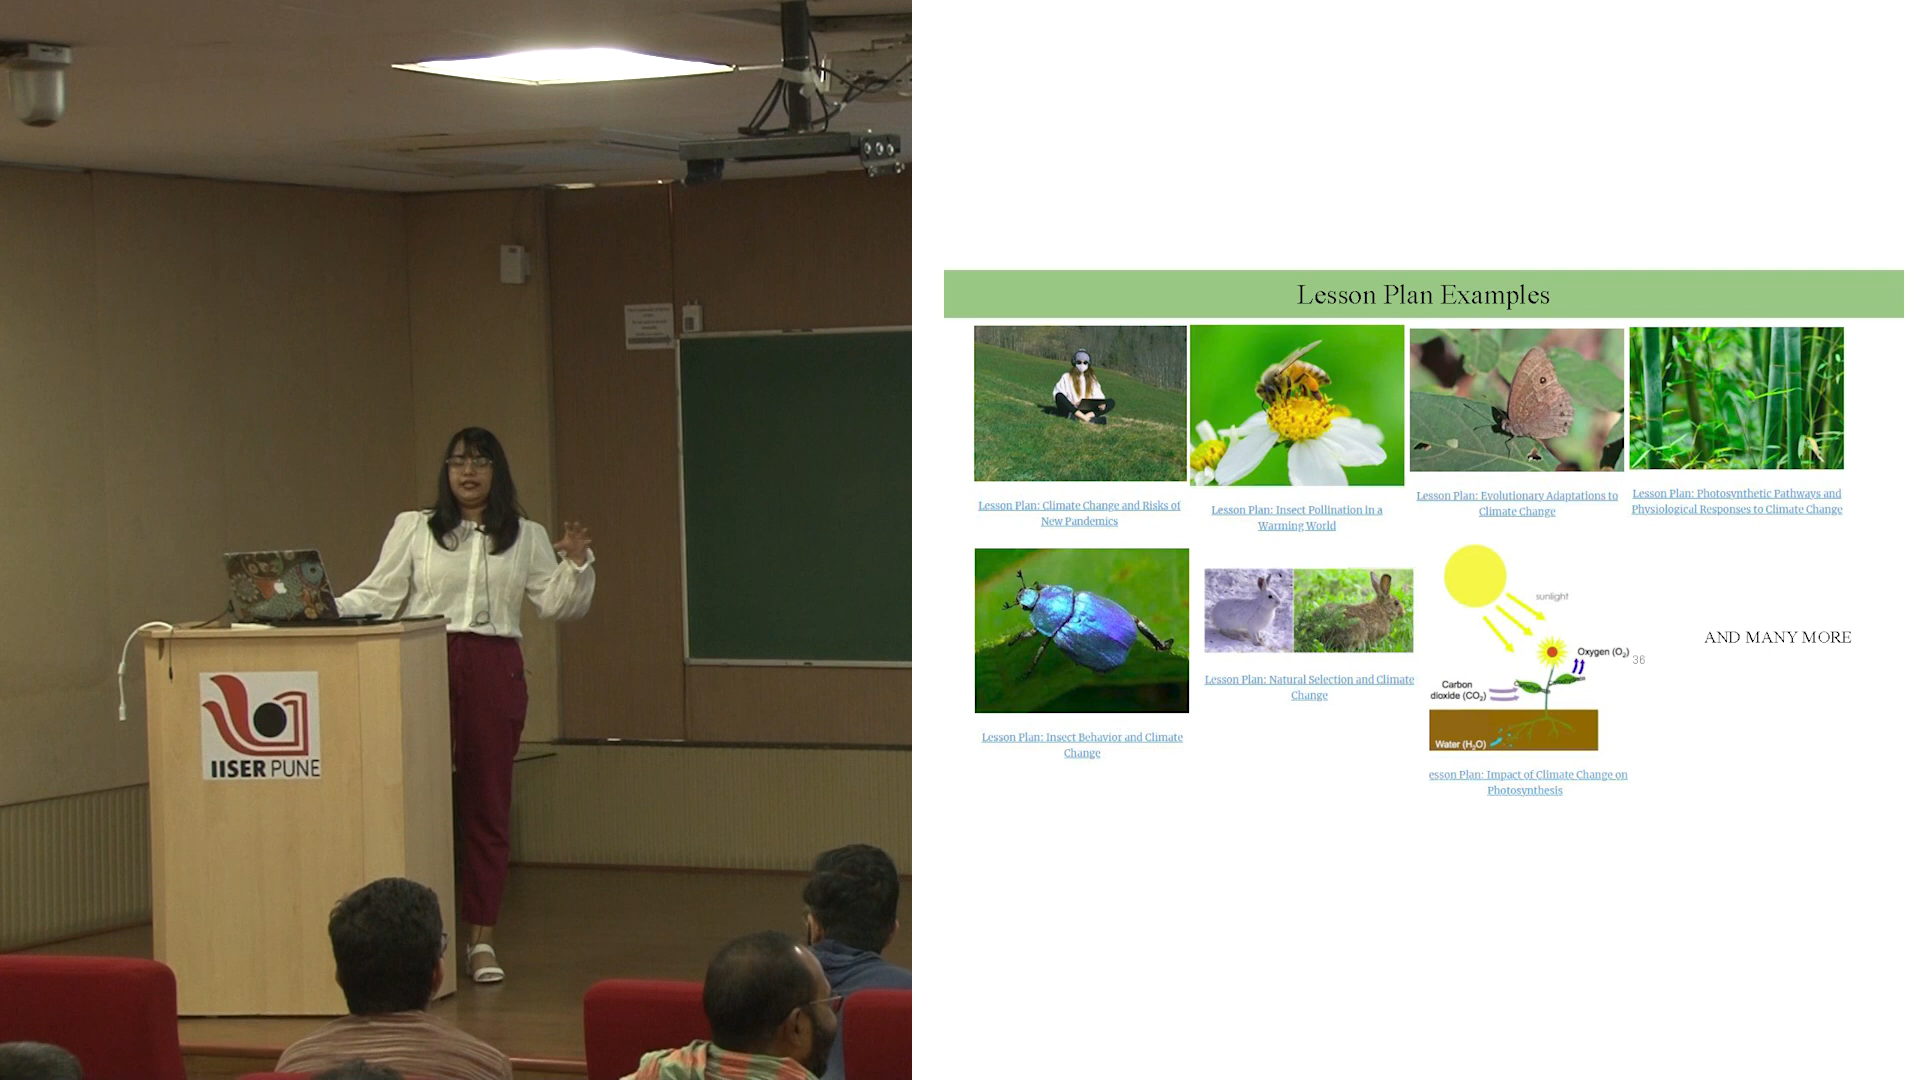 IISER PUNE
Lesson Plan Examples
Lesson Plan: Climate Change and Risks of
New Pandemics
Lesson Plan: Insect Pollination in a
Warming World
Lesson Plan: Evolutionary Adaptations to
Climate Change
Lesson Plan: Photosynthetic Pathways and
Physiological Responses to Climate Change
Lesson Plan: Insect Behavior and Climate
Change
Lesson Plan: Natural Selection and Climate
Change
sunlight
Oxygen (O₂)
Carbon
dioxide (CO₂)
Water (H₂O)
esson Plan: Impact of Climate Change on
Photosynthesis
36
AND MANY MORE